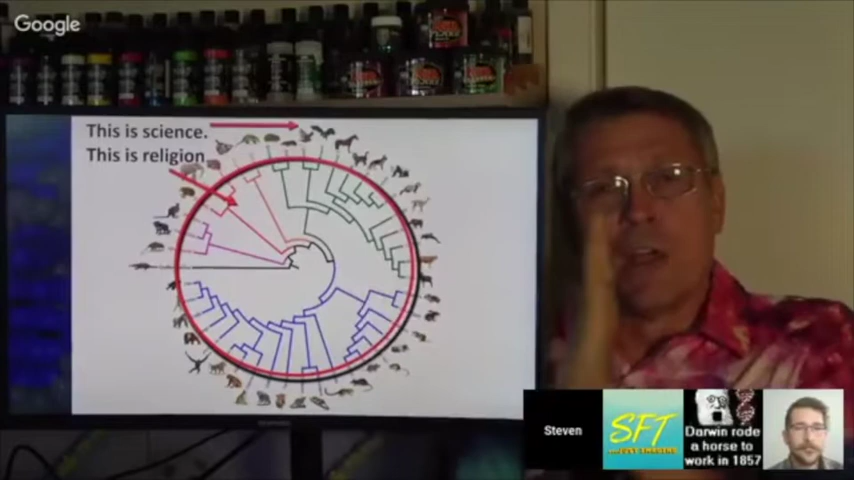 Google
This is science.
This is religion
Steven
SFT
Darwin rode
a horse to
work in 1857